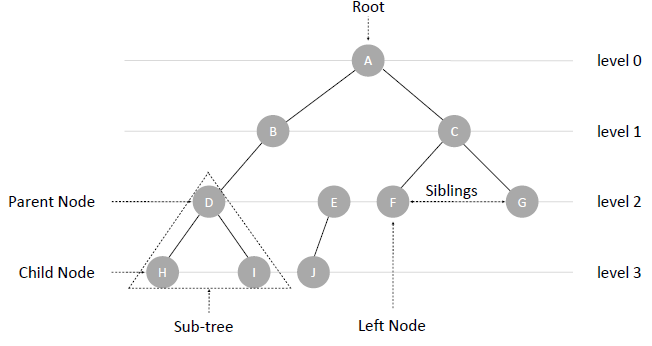 Root
A
level 0
B
C
level 1
Parent Node
D
E
F
Siblings
G
level 2
Child Node
H
I
J
level 3
Sub-tree
Left Node